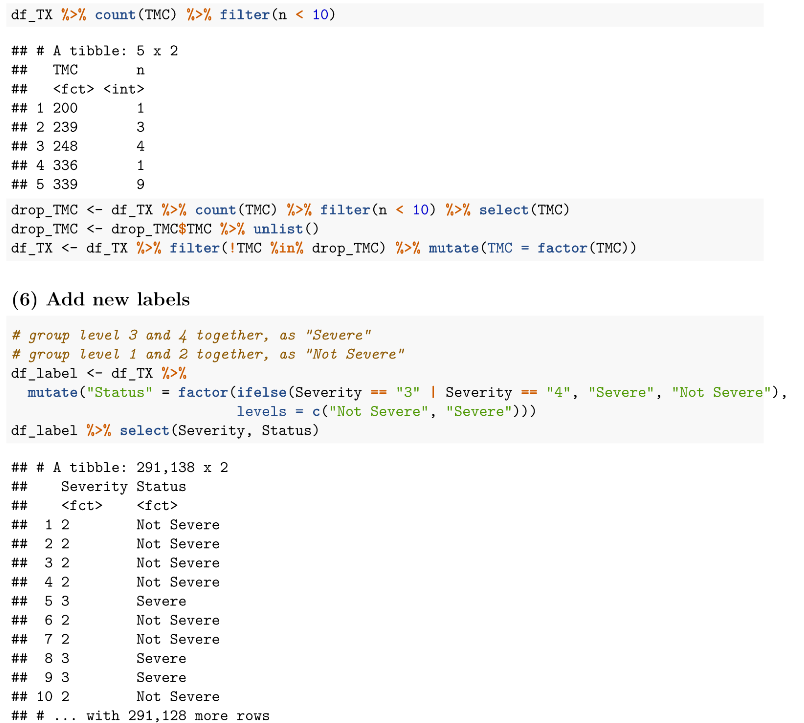 df_TX %>% count(TMC) %>% filter(n < 10)
## # A tibble: 5 x 2
##   TMC       n
##   <fct> <int>
## 1 200       1
## 2 239       3
## 3 248       4
## 4 336       1
## 5 339       9
drop_TMC <- df_TX %>% count(TMC) %>% filter(n < 10) %>% select(TMC)
drop_TMC <- drop_TMC$TMC %>% unlist()
df_TX <- df_TX %>% filter(!TMC %in% drop_TMC) %>% mutate(TMC = factor(TMC))
(6) Add new labels
# group level 3 and 4 together, as "Severe"
# group level 1 and 2 together, as "Not Severe"
df_label <- df_TX %>%
  mutate("Status" = factor(ifelse(Severity == "3" | Severity == "4", "Severe", "Not Severe"),
                           levels = c("Not Severe", "Severe")))
df_label %>% select(Severity, Status)
## # A tibble: 291,138 x 2
##    Severity Status
##    <fct>    <fct>
##  1 2        Not Severe
##  2 2        Not Severe
##  3 2        Not Severe
##  4 2        Not Severe
##  5 3        Severe
##  6 2        Not Severe
##  7 2        Not Severe
##  8 3        Severe
##  9 3        Severe
## 10 2        Not Severe
## # ... with 291,128 more rows